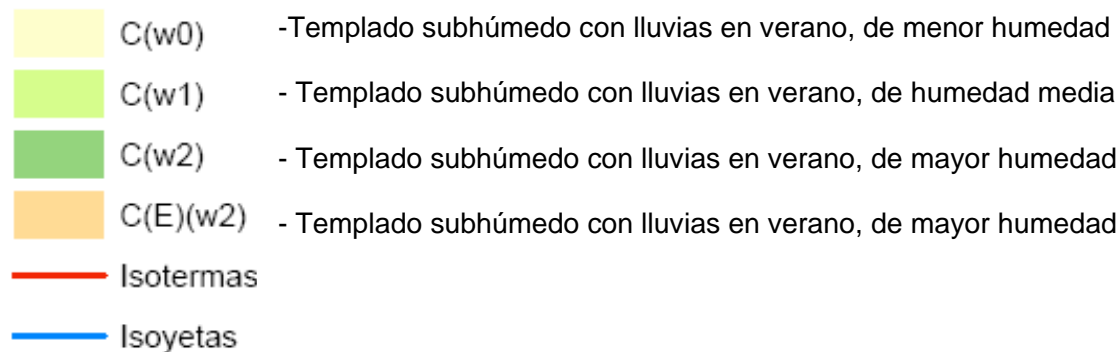 C(w0) -Templado subhúmedo con lluvias en verano, de menor humedad
C(w1) - Templado subhúmedo con lluvias en verano, de humedad media
C(w2) - Templado subhúmedo con lluvias en verano, de mayor humedad
C(E)(w2) - Templado subhúmedo con lluvias en verano, de mayor humedad
Isotermas
Isoyetas